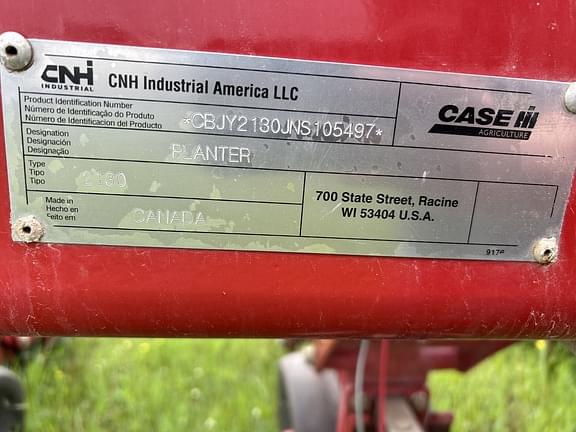 CNH
INDUSTRIAL
CNH Industrial America LLC
Product Identification Number
Número de Identificação do Produto
Número de Identificacion del Producto
*CBJY2130JNS105497*
CASE IH
AGRICULTURE
Designation
Designación
Designação
PLANTER
Type
Tipo
Tipo
2130
Made in
Hecho en
Feito em
CANADA
700 State Street, Racine
WI 53404 U.S.A.